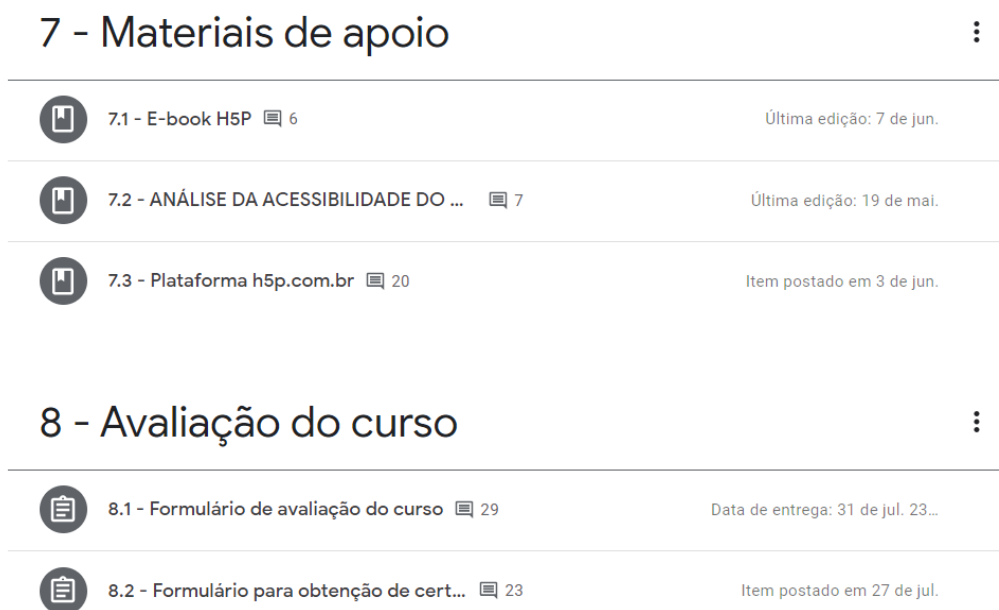 7 - Materiais de apoio
7.1 - E-book H5P 6 Última edição: 7 de jun.
7.2 - ANÁLISE DA ACESSIBILIDADE DO ... 7 Última edição: 19 de mai.
7.3 - Plataforma h5p.com.br 20 Item postado em 3 de jun.
8 - Avaliação do curso
8.1 - Formulário de avaliação do curso 29 Data de entrega: 31 de jul. 23...
8.2 - Formulário para obtenção de cert... 23 Item postado em 27 de jul.